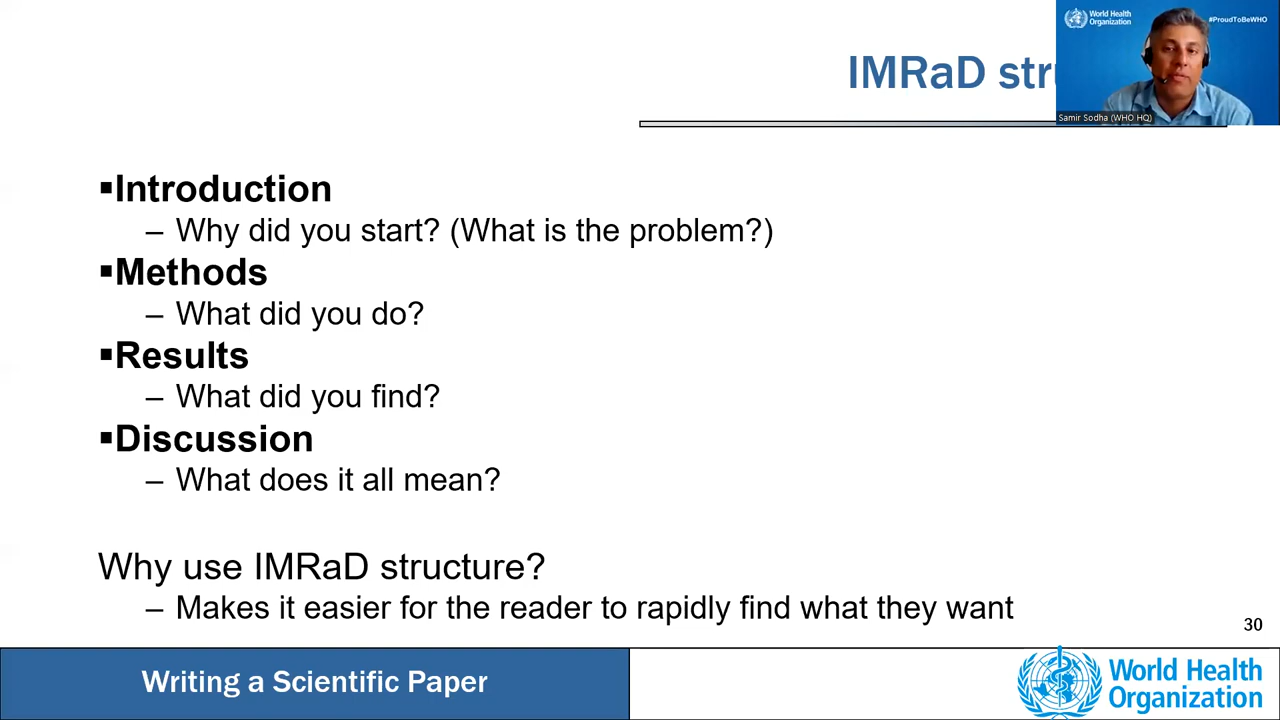 World Health
Organization
#ProudToBeWHO
IMRaD
Samir Sodha (WHO HQ)
▪Introduction
– Why did you start? (What is the problem?)
▪Methods
– What did you do?
▪Results
– What did you find?
▪Discussion
– What does it all mean?
Why use IMRaD structure?
– Makes it easier for the reader to rapidly find what they want
30
Writing a Scientific Paper
World Health
Organization